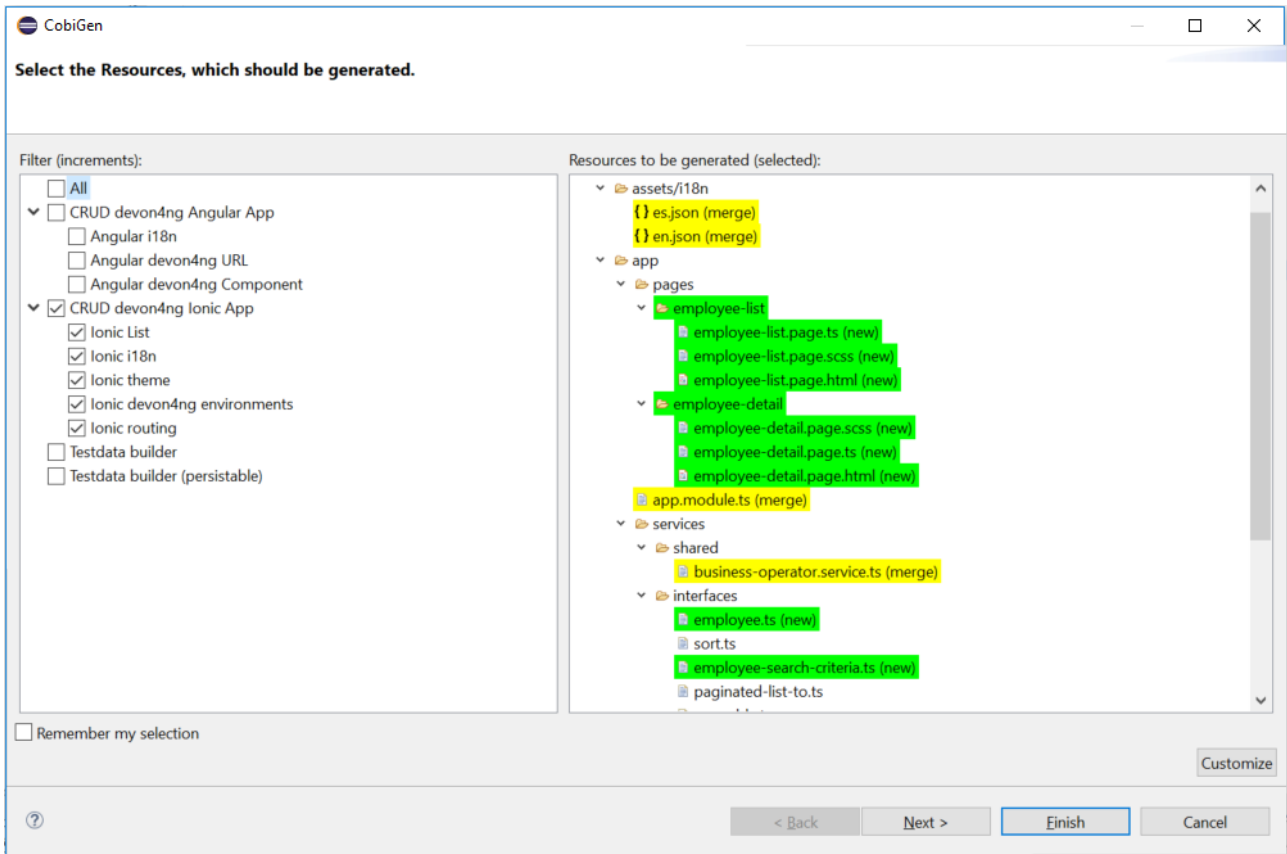 CobiGen
Select the Resources, which should be generated.
Filter (increments):
All
CRUD devon4ng Angular App
Angular i18n
Angular devon4ng URL
Angular devon4ng Component
CRUD devon4ng Ionic App
Ionic List
Ionic i18n
Ionic theme
Ionic devon4ng environments
Ionic routing
Testdata builder
Testdata builder (persistable)
Resources to be generated (selected):
assets/i18n
{} es.json (merge)
{} en.json (merge)
app
pages
employee-list
employee-list.page.ts (new)
employee-list.page.scss (new)
employee-list.page.html (new)
employee-detail
employee-detail.page.scss (new)
employee-detail.page.ts (new)
employee-detail.page.html (new)
app.module.ts (merge)
services
shared
business-operator.service.ts (merge)
interfaces
employee.ts (new)
sort.ts
employee-search-criteria.ts (new)
paginated-list-to.ts
Remember my selection
Customize
?
< Back
Next >
Finish
Cancel